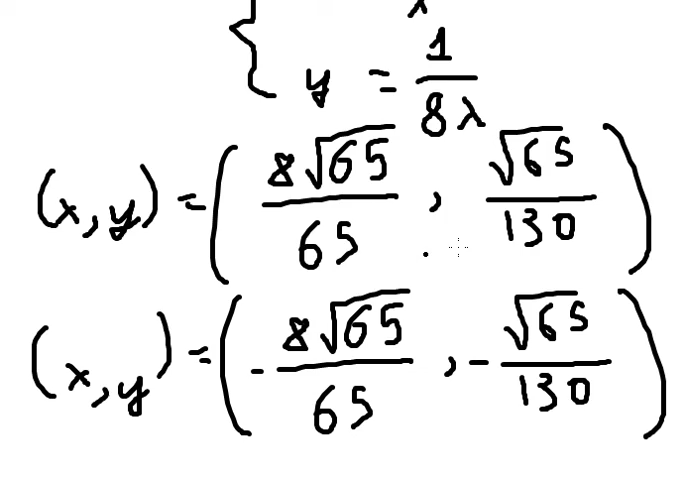 x
y = 1/(8λ)
(x, y) = (8√65/65, √65/130)
(x, y) = (-8√65/65, -√65/130)